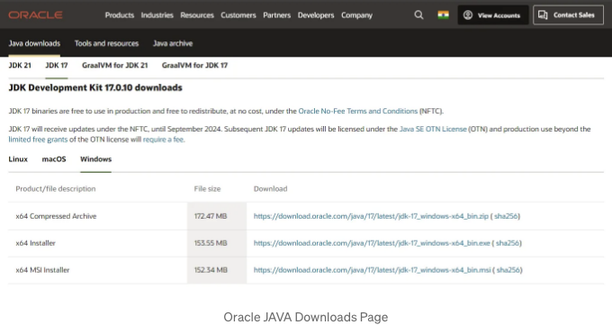 ORACLE Products Industries Resources Customers Partners Developers Company View Accounts Contact Sales
Java downloads Tools and resources Java archive
JDK 21 JDK 17 GraalVM for JDK 21 GraalVM for JDK 17
JDK Development Kit 17.0.10 downloads
JDK 17 binaries are free to use in production and free to redistribute, at no cost, under the Oracle No-Fee Terms and Conditions (NFTC).
JDK 17 will receive updates under the NFTC, until September 2024. Subsequent JDK 17 updates will be licensed under the Java SE OTN License (OTN) and production use beyond the
limited free grants of the OTN license will require a fee.
Linux macOS Windows
Product/file description File size Download
x64 Compressed Archive 172.47 MB https://download.oracle.com/java/17/latest/jdk-17_windows-x64_bin.zip ( sha256)
x64 Installer 153.55 MB https://download.oracle.com/java/17/latest/jdk-17_windows-x64_bin.exe ( sha256)
x64 MSI Installer 152.34 MB https://download.oracle.com/java/17/latest/jdk-17_windows-x64_bin.msi ( sha256)
Oracle JAVA Downloads Page